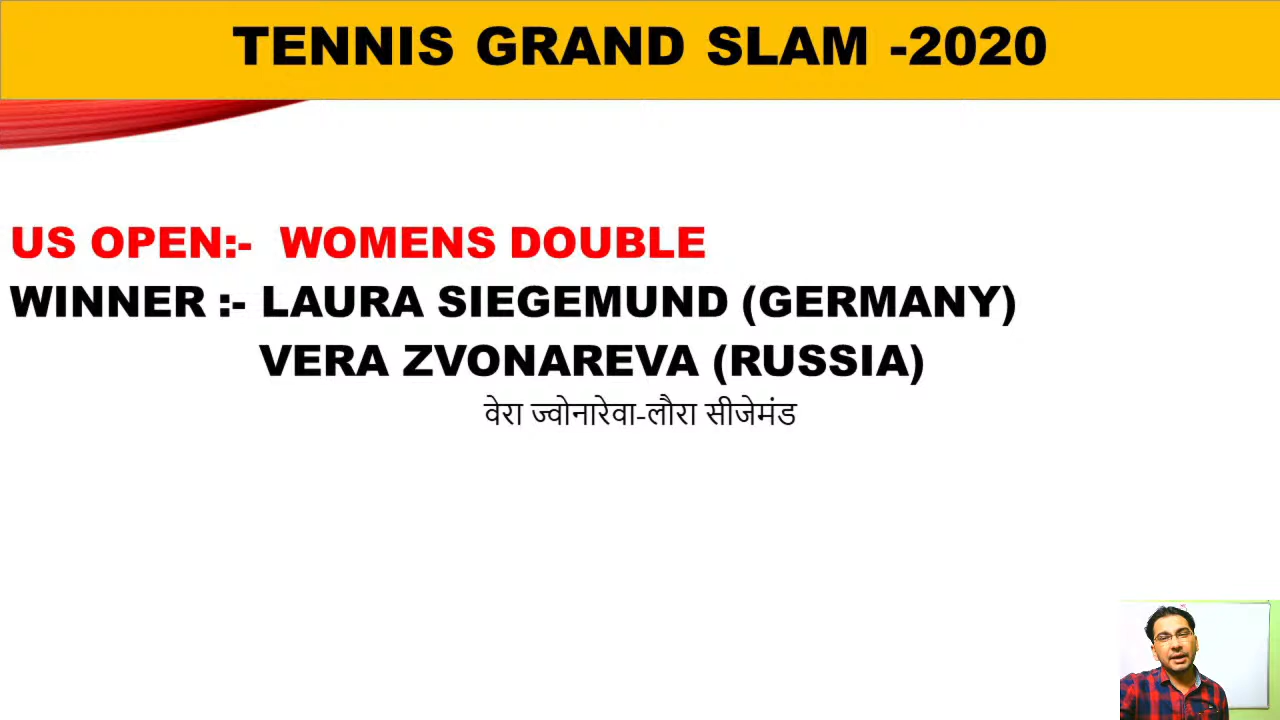 TENNIS GRAND SLAM -2020
US OPEN:- WOMENS DOUBLE
WINNER :- LAURA SIEGEMUND (GERMANY)
VERA ZVONAREVA (RUSSIA)
वेरा ज्वोनारेवा-लौरा सीजेमंड